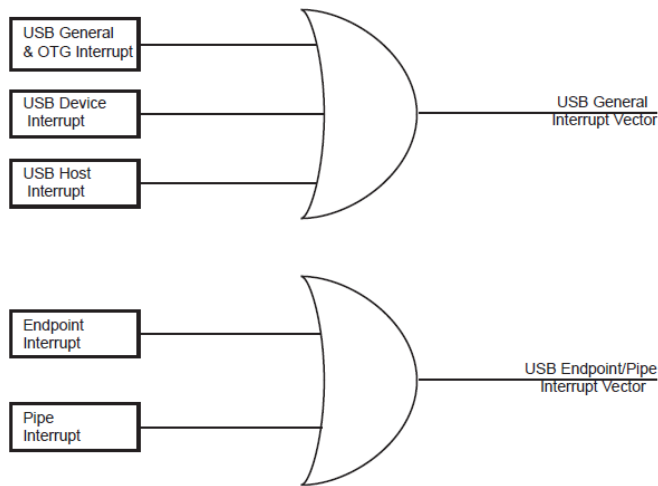 USB General
& OTG Interrupt
USB Device
Interrupt
USB Host
Interrupt
USB General
Interrupt Vector
Endpoint
Interrupt
Pipe
Interrupt
USB Endpoint/Pipe
Interrupt Vector